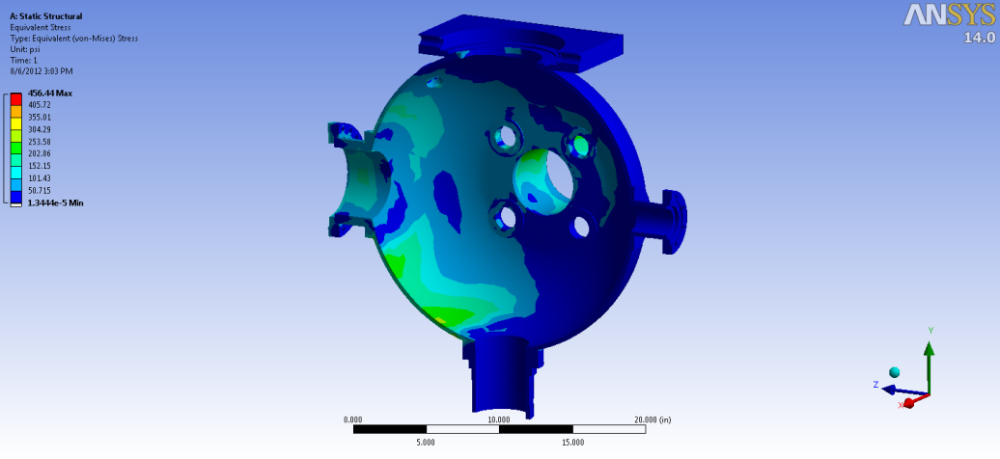 A: Static Structural
Equivalent Stress
Type: Equivalent (von-Mises) Stress
Unit: psi
Time: 1
8/6/2012 3:03 PM
456.44 Max
405.72
355.01
304.29
253.58
202.86
152.15
101.43
50.715
1.3444e-5 Min
ANSYS
14.0
0.000 10.000 20.000 (in)
5.000 15.000
Y
Z
X